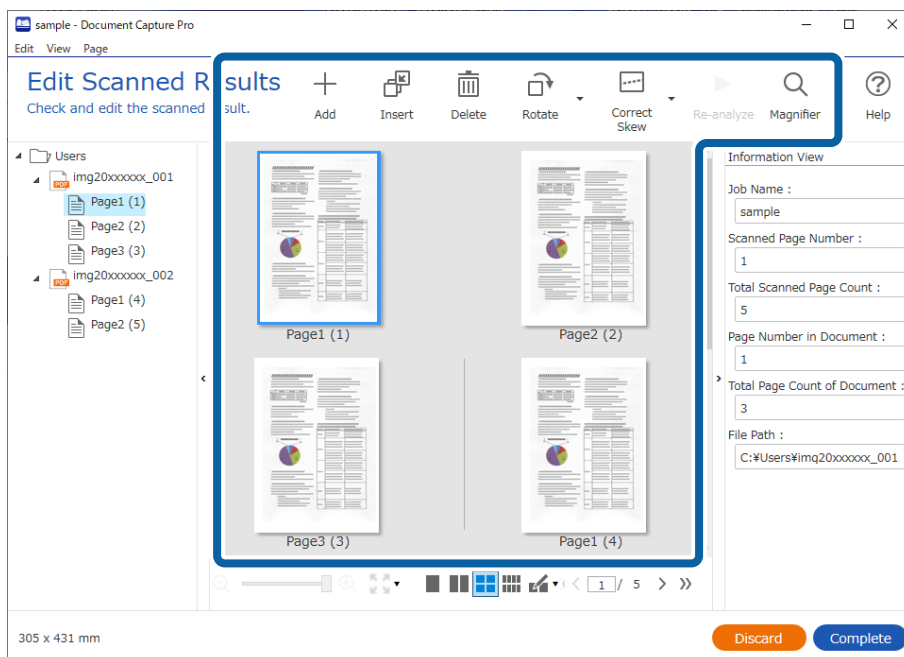 sample - Document Capture Pro
Edit View Page
Edit Scanned Results
Check and edit the scanned sult.
Add
Insert
Delete
Rotate
Correct Skew
Re-analyze
Magnifier
Help
Users
PDF img20xxxxxx_001
Page1 (1)
Page2 (2)
Page3 (3)
PDF img20xxxxxx_002
Page1 (4)
Page2 (5)
Page1 (1)
Page2 (2)
Page3 (3)
Page1 (4)
Information View
Job Name :
sample
Scanned Page Number :
1
Total Scanned Page Count :
5
Page Number in Document :
1
Total Page Count of Document :
3
File Path :
C:¥Users¥img20xxxxxx_001
1 / 5
305 x 431 mm
Discard
Complete